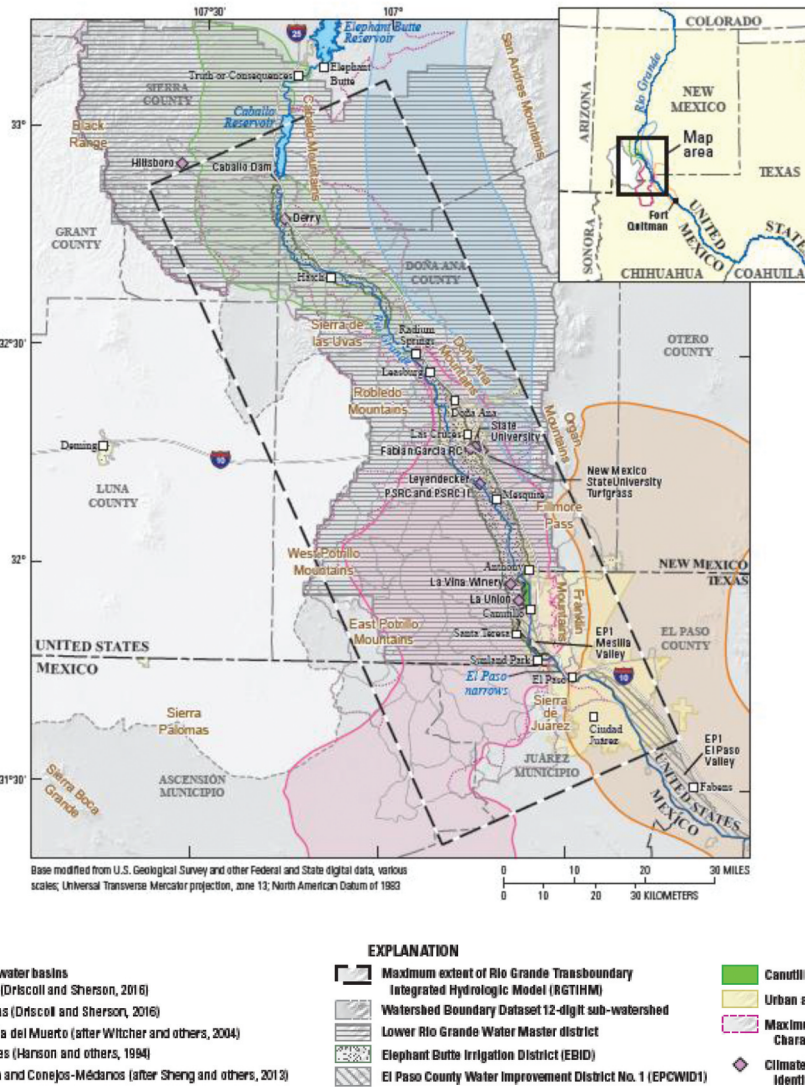 107°30' 107°
25
Elephant Butte
Reservoir
Truth or Consequences
Elephant
Butte
SIERRA
COUNTY
Caballo
Reservoir
Caballo Mountains
San Andres Mountains
Black
Range
Hillsboro
Caballo Dam
31°
GRANT
COUNTY
Derry
Hatch
DOÑA ANA
COUNTY
32°30'
Sierra de
las Uvas
Rio Grande
Radium
Springs
Leasburg
Doña Ana
Mountains
OTERO
COUNTY
Robledo
Mountains
Doña Ana
Las Cruces
State
University
Fabian Garcia RC
Organ
Mountains
Deming
10
LUNA
COUNTY
Leyendecker
PSRC and PSRC II
New Mexico
StateUniversity
Turfgrass
Mesquite
Fillmore
Pass
32°
West Potrillo
Mountains
Anthony
NEW MEXICO
TEXAS
La Vina Winery
La Union
Canutillo
Franklin
Mountains
East Potrillo
Mountains
Santa Teresa
EP1
Mesilla
Valley
EL PASO
COUNTY
UNITED STATES
MEXICO
Sunland Park
El Paso
narrows
El Paso
10
Sierra
Palomas
Sierra
de
Juárez
Ciudad
Juárez
EP1
El Paso
Valley
31°30'
Sierra Boca
Grande
ASCENSIÓN
MUNICIPIO
JUÁREZ
MUNICIPIO
UNITED STATES
MEXICO
Fabens
COLORADO
ARIZONA
Rio Grande
NEW
MEXICO
Map
area
TEXAS
Fort
Quitman
UNITED STATES
MEXICO
SONORA
CHIHUAHUA
COAHUILA
Base modified from U.S. Geological Survey and other Federal and State digital data, various
scales; Universal Transverse Mercator projection, zone 13; North American Datum of 1983
0 10 20 30 MILES
0 10 20 30 KILOMETERS
EXPLANATION
water basins
(Driscoll and Sherson, 2016)
as (Driscoll and Sherson, 2016)
a del Muerto (after Witcher and others, 2004)
es (Hanson and others, 1994)
n and Conejos-Médanos (after Sheng and others, 2013)
Maximum extent of Rio Grande Transboundary
Integrated Hydrologic Model (RGTIHM)
Watershed Boundary Dataset 12-digit sub-watershed
Lower Rio Grande Water Master district
Elephant Butte Irrigation District (EBID)
El Paso County Water Improvement District No. 1 (EPCWID1)
Canutill
Urban a
Maximum
Chara
Climate
Identi